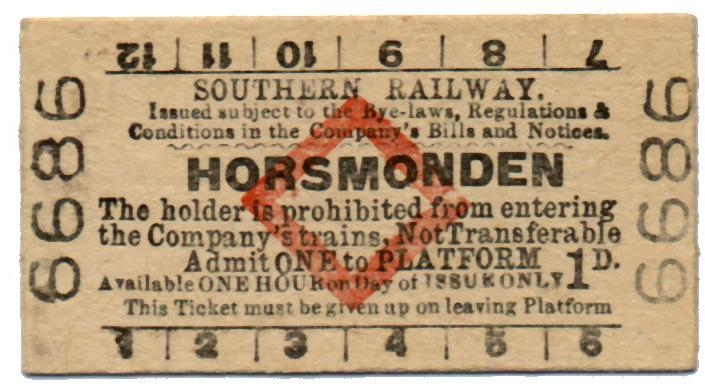 12 | 11 | 10 | 9 | 8 | 7
SOUTHERN RAILWAY.
Issued subject to the Bye-laws, Regulations &
Conditions in the Company's Bills and Notices.
HORSMONDEN
The holder is prohibited from entering
the Company's trains. Not Transferable
Admit ONE to PLATFORM 1D.
Available ONE HOUR on Day of ISSUE ONLY
This Ticket must be given up on leaving Platform
1 | 2 | 3 | 4 | 5 | 6